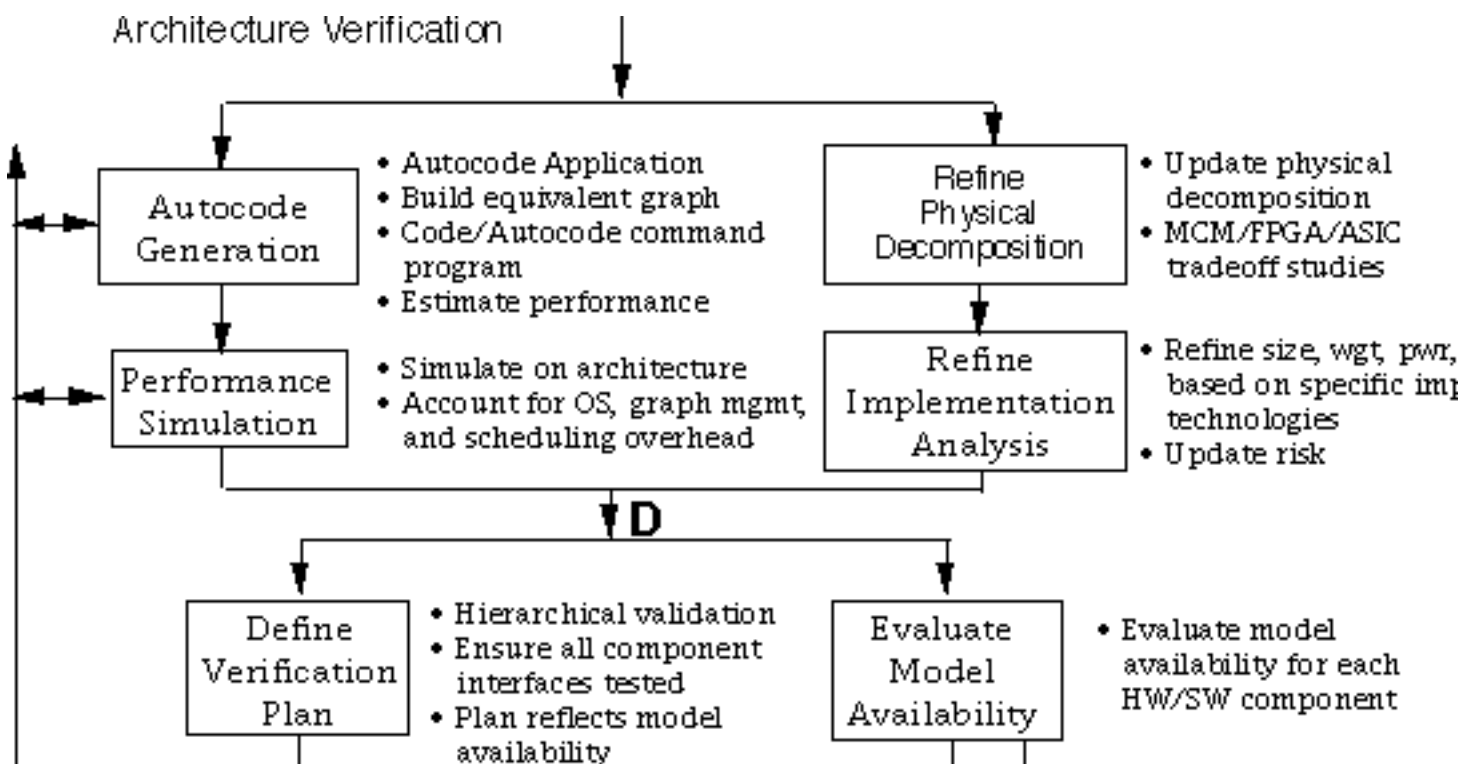 Architecture Verification
Autocode
Generation
• Autocode Application
• Build equivalent graph
• Code/Autocode command
program
• Estimate performance
Refine
Physical
Decomposition
• Update physical
decomposition
• MCM/FPGA/ASIC
tradeoff studies
Performance
Simulation
• Simulate on architecture
• Account for OS, graph mgmt,
and scheduling overhead
Refine
Implementation
Analysis
• Refine size, wgt, pwr,
based on specific imp
technologies
• Update risk
D
Define
Verification
Plan
• Hierarchical validation
• Ensure all component
interfaces tested
• Plan reflects model
availability
Evaluate
Model
Availability
• Evaluate model
availability for each
HW/SW component